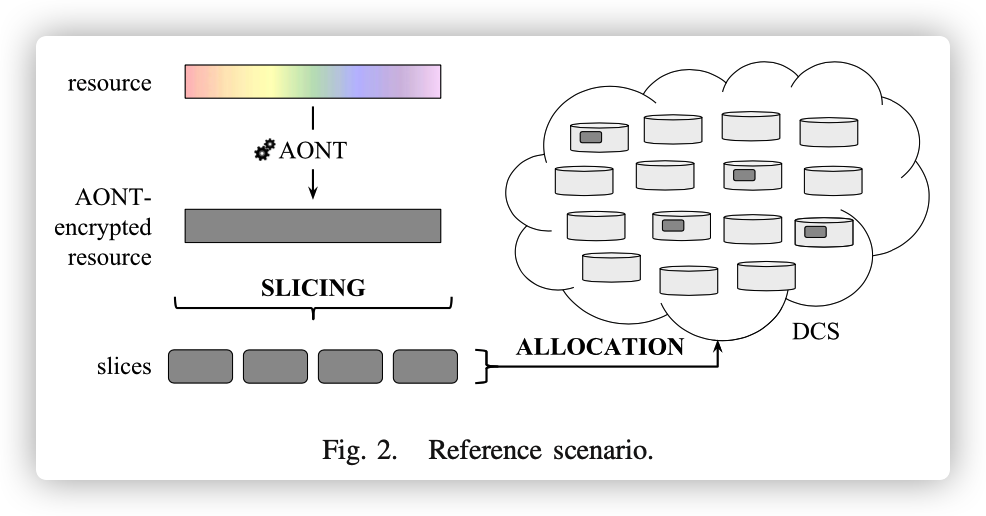 resource
AONT
AONT-
encrypted
resource
SLICING
slices
ALLOCATION
DCS
Fig. 2. Reference scenario.